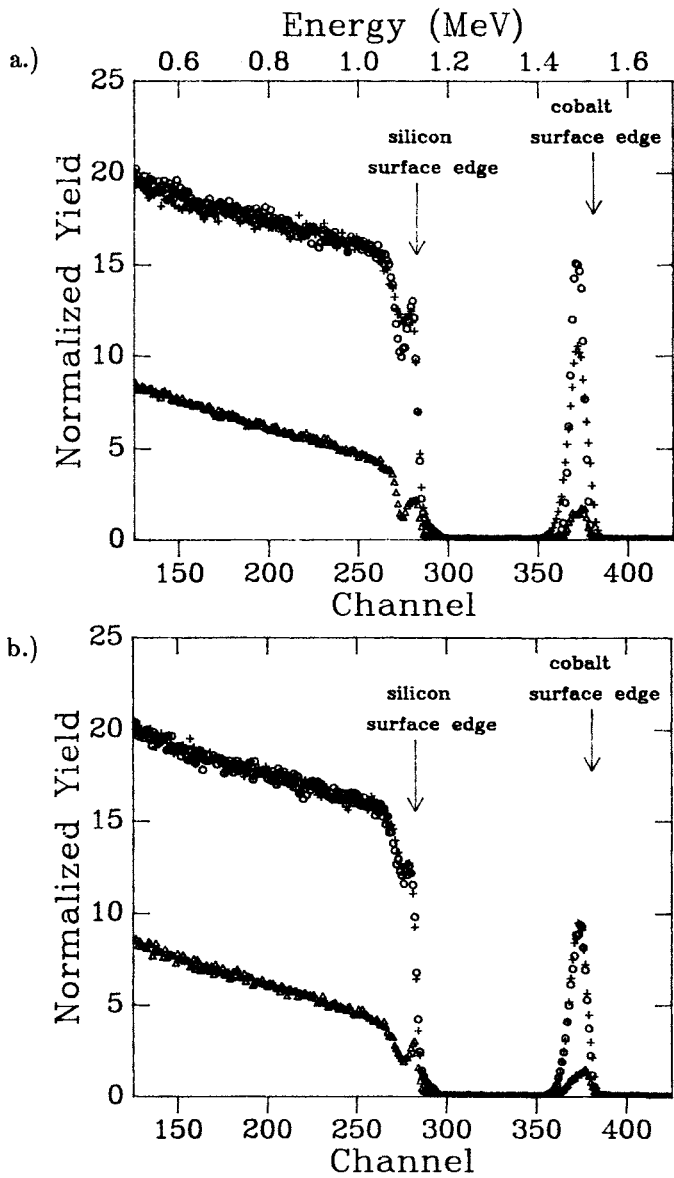 Energy (MeV)
a.)
0.6 0.8 1.0 1.2 1.4 1.6
25
20
15
10
5
0
Normalized Yield
silicon
surface edge
cobalt
surface edge
150 200 250 300 350 400
Channel
b.)
25
20
15
10
5
0
Normalized Yield
silicon
surface edge
cobalt
surface edge
150 200 250 300 350 400
Channel